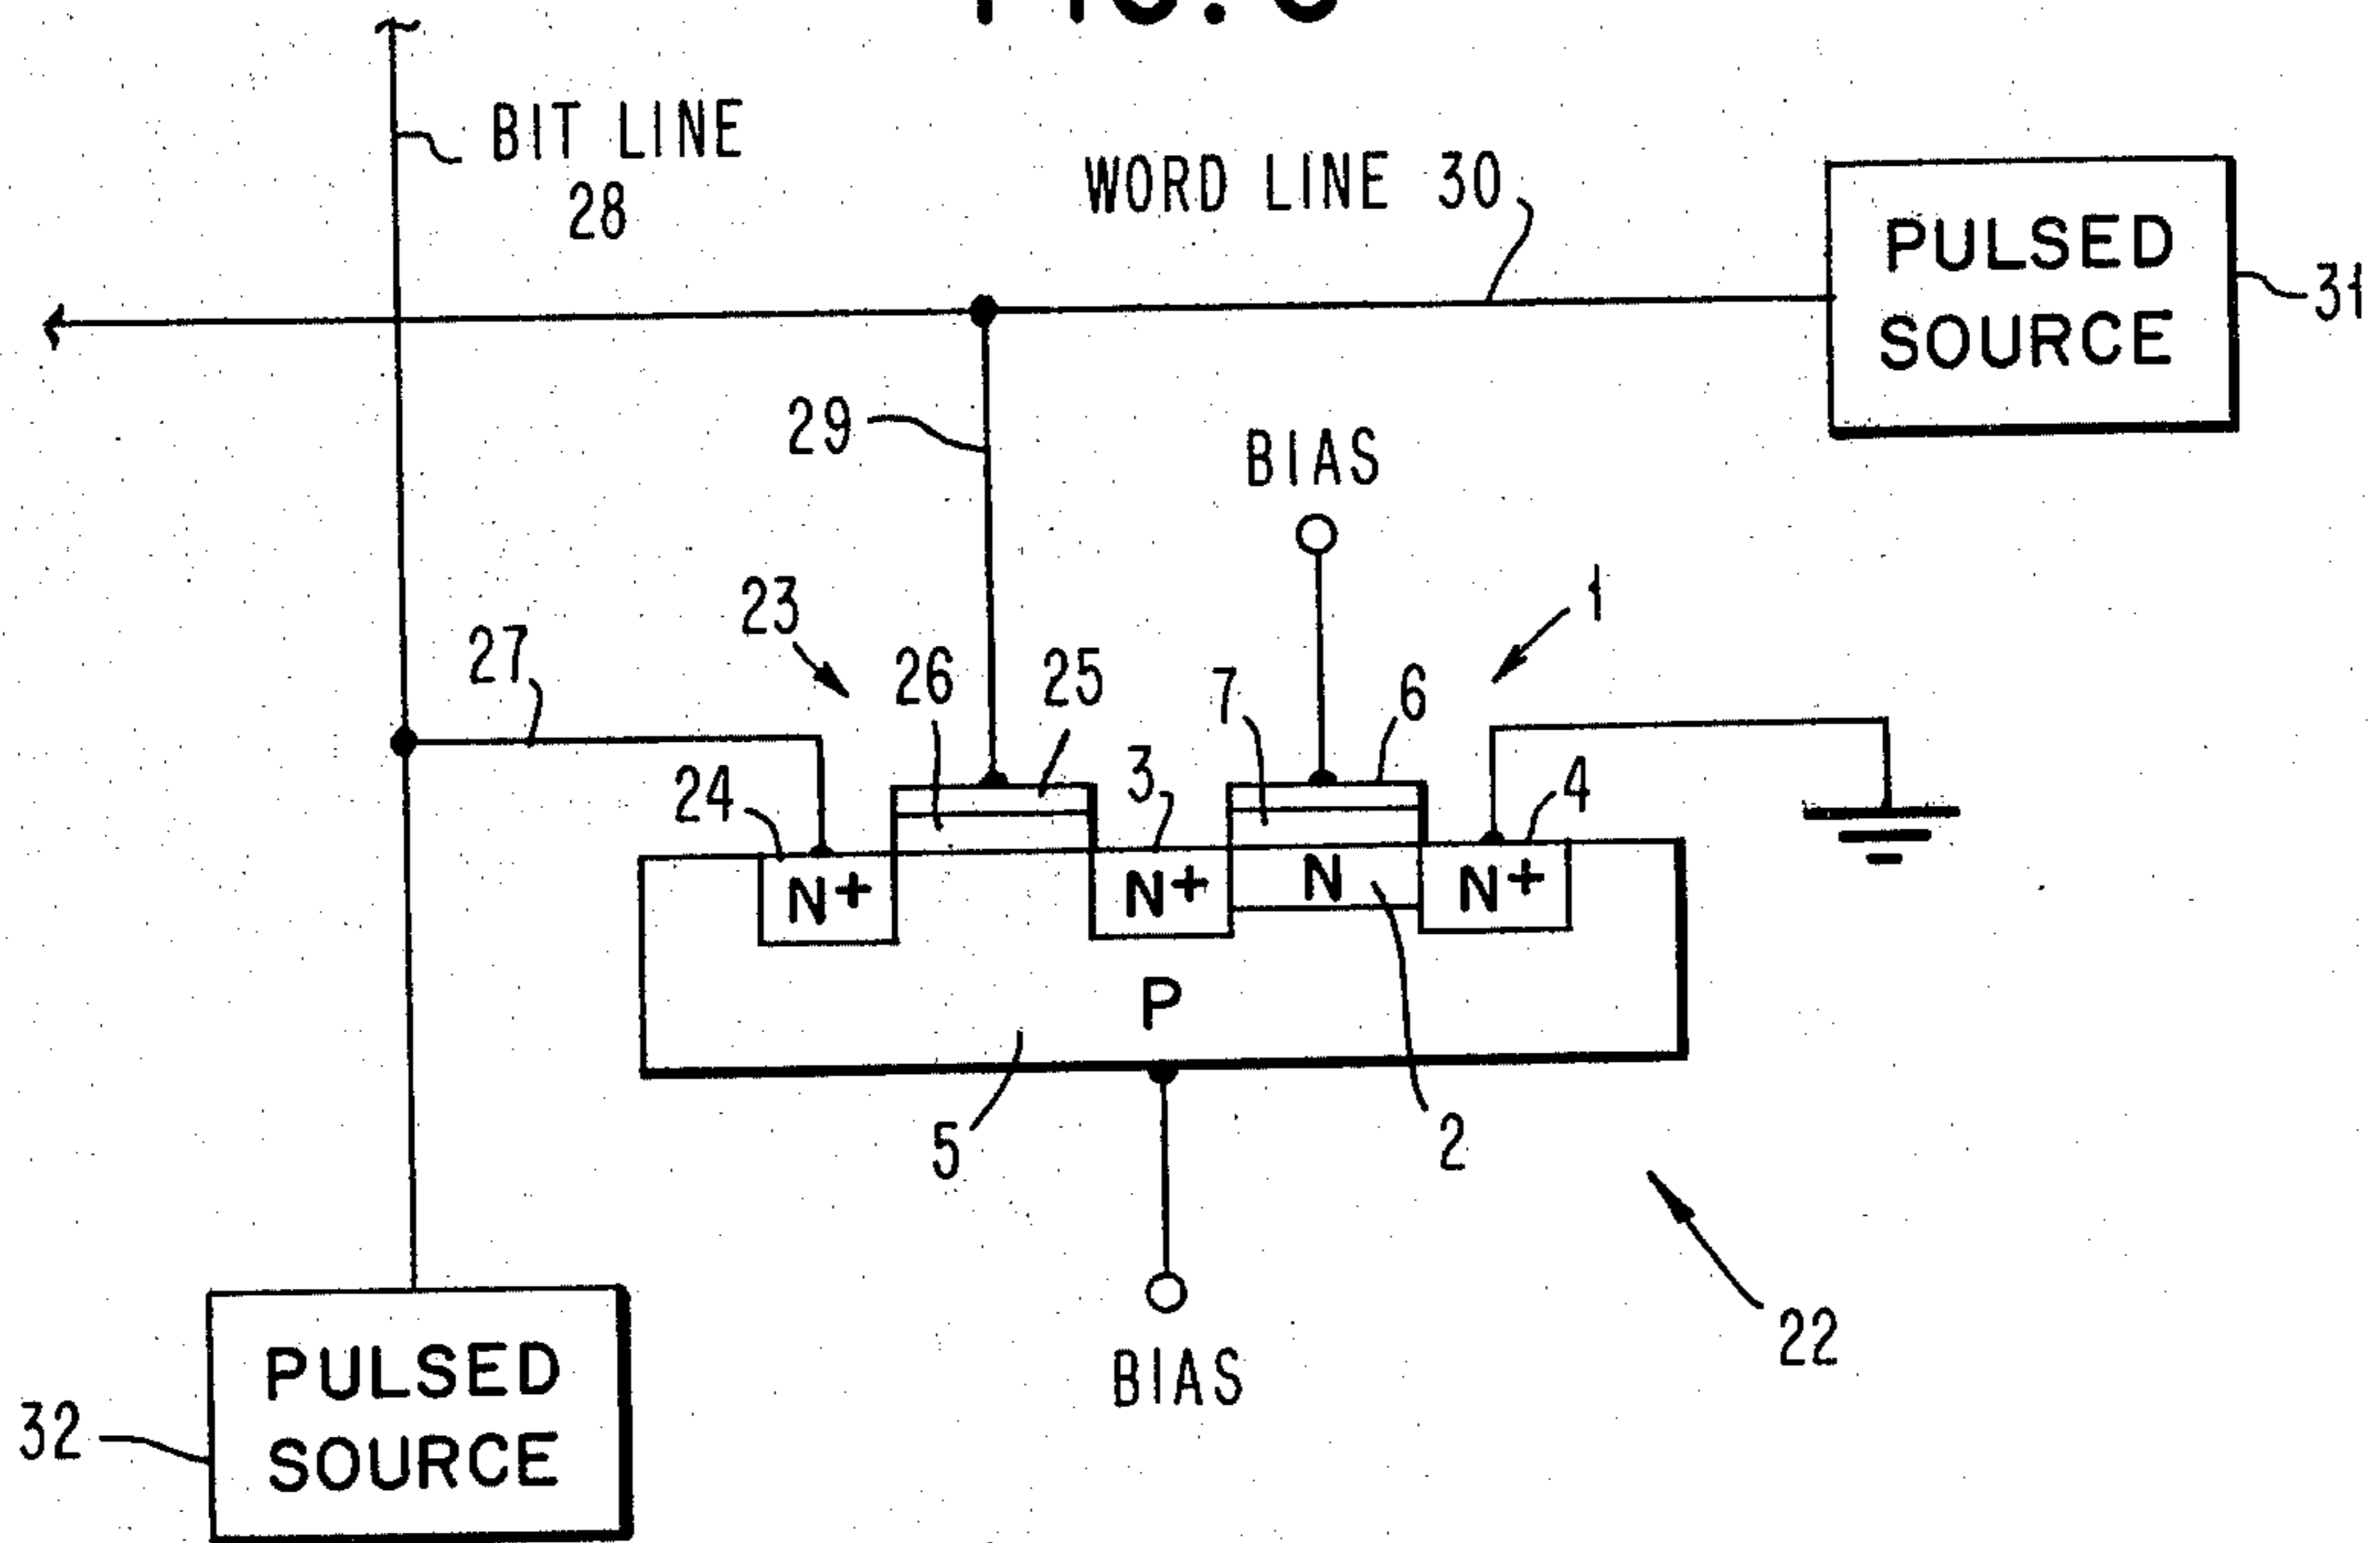 BIT LINE
28
WORD LINE 30
PULSED
SOURCE
31
29
BIAS
23
1
27
26
25
7
6
3
24
4
N+
N+
N
N+
P
5
2
22
BIAS
PULSED
SOURCE
32